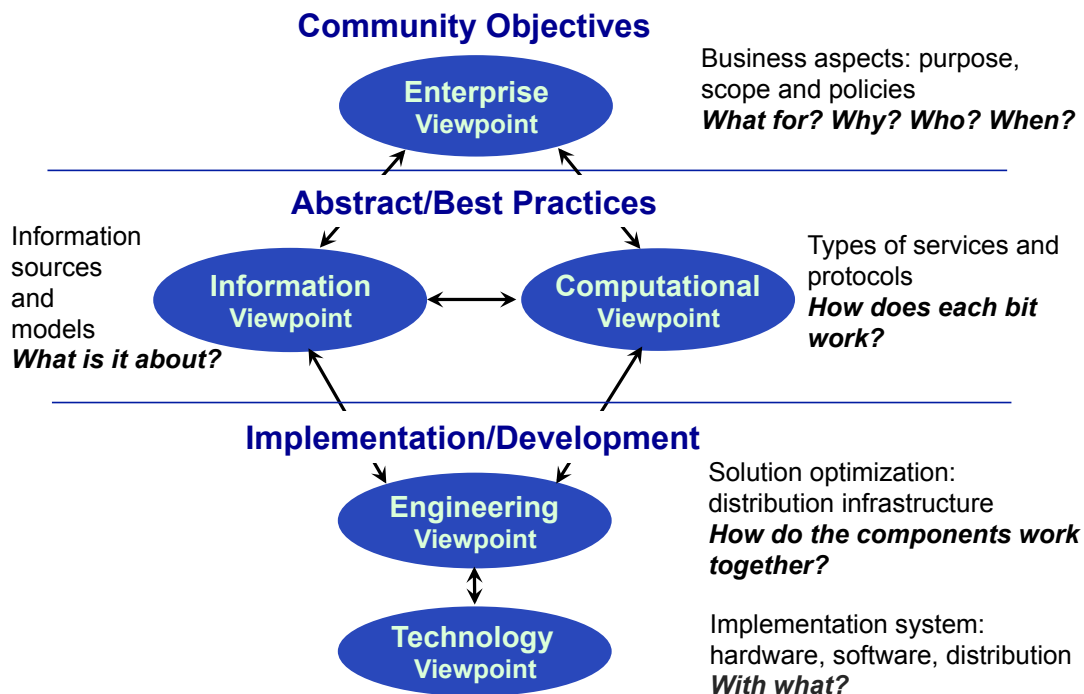 Community Objectives
Enterprise
Viewpoint
Business aspects: purpose,
scope and policies
What for? Why? Who? When?
Abstract/Best Practices
Information
sources
and
models
What is it about?
Information
Viewpoint
Computational
Viewpoint
Types of services and
protocols
How does each bit
work?
Implementation/Development
Engineering
Viewpoint
Solution optimization:
distribution infrastructure
How do the components work
together?
Technology
Viewpoint
Implementation system:
hardware, software, distribution
With what?